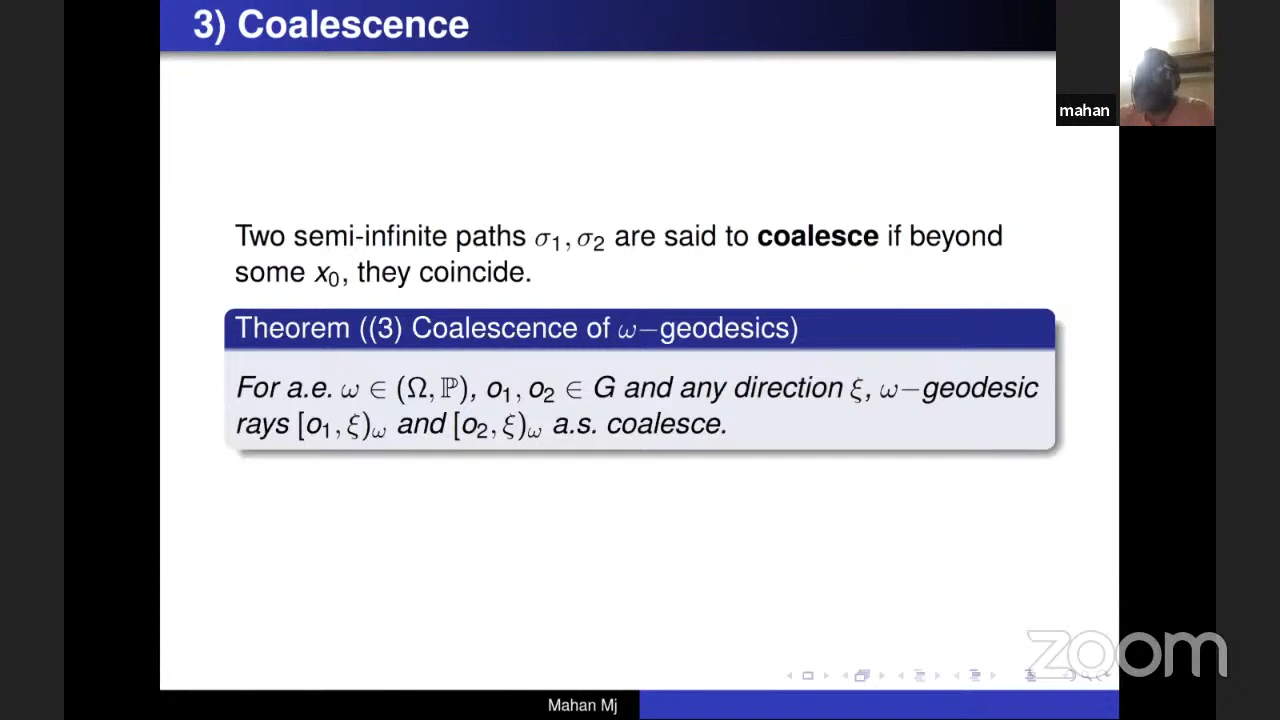 3) Coalescence
mahan
Two semi-infinite paths σ₁, σ₂ are said to coalesce if beyond
some x₀, they coincide.
Theorem ((3) Coalescence of ω−geodesics)
For a.e. ω ∈ (Ω, ℙ), o₁, o₂ ∈ G and any direction ξ, ω−geodesic
rays [o₁, ξ)ω and [o₂, ξ)ω a.s. coalesce.
zoom
Mahan Mj